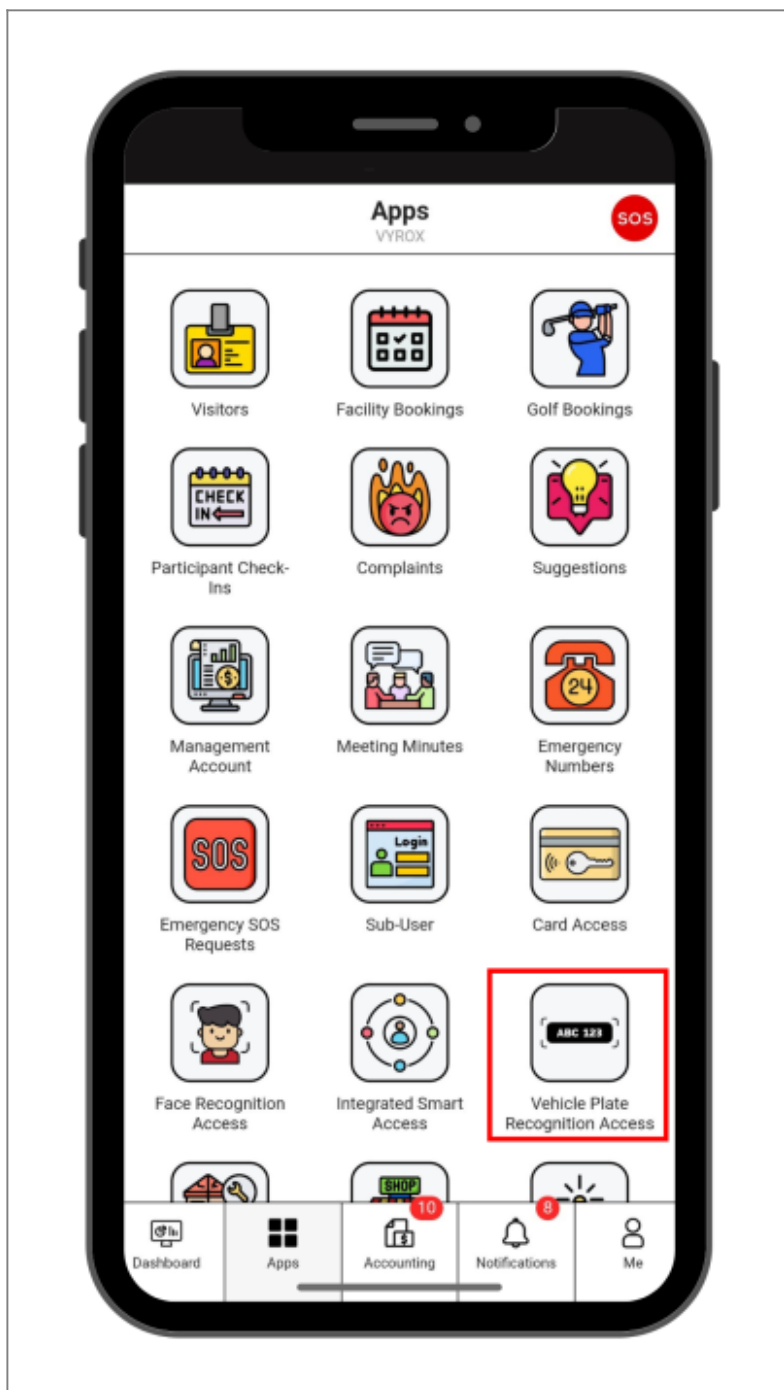 Apps
VYROX
SOS
Visitors
Facility Bookings
Golf Bookings
CHECK
IN
Participant Check-
Ins
Complaints
Suggestions
$
Management
Account
Meeting Minutes
24
Emergency
Numbers
SOS
Emergency SOS
Requests
Login
Sub-User
Card Access
Face Recognition
Access
Integrated Smart
Access
ABC 123
Vehicle Plate
Recognition Access
SHOP
Dashboard
Apps
10
$
Accounting
8
Notifications
Me